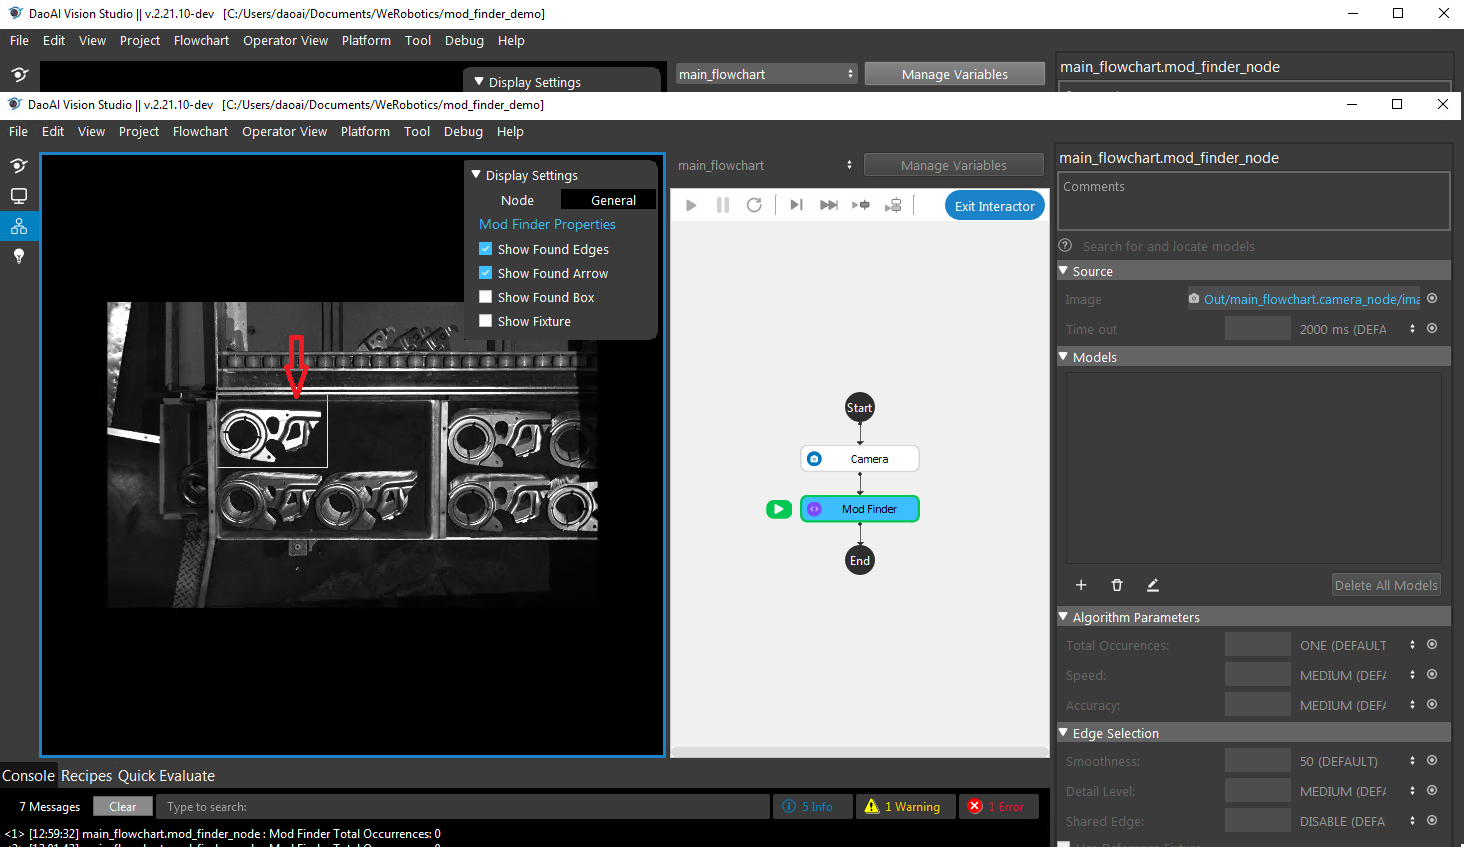 DaoAI Vision Studio || v.2.21.10-dev [C:/Users/daoai/Documents/WeRobotics/mod_finder_demo]
File Edit View Project Flowchart Operator View Platform Tool Debug Help
Display Settings
main_flowchart
Manage Variables
main_flowchart.mod_finder_node
DaoAI Vision Studio || v.2.21.10-dev [C:/Users/daoai/Documents/WeRobotics/mod_finder_demo]
File Edit View Project Flowchart Operator View Platform Tool Debug Help
Display Settings
Node General
Mod Finder Properties
Show Found Edges
Show Found Arrow
Show Found Box
Show Fixture
main_flowchart
Manage Variables
Exit Interactor
Start
Camera
Mod Finder
End
main_flowchart.mod_finder_node
Comments
Search for and locate models
Source
Image Out/main_flowchart.camera_node/ima
Time out 2000 ms (DEFA
Models
Delete All Models
Algorithm Parameters
Total Occurences: ONE (DEFAULT
Speed: MEDIUM (DEFA
Accuracy: MEDIUM (DEFA
Edge Selection
Smoothness: 50 (DEFAULT)
Detail Level: MEDIUM (DEFA
Shared Edge: DISABLE (DEFA
Console Recipes Quick Evaluate
7 Messages Clear Type to search: 5 Info 1 Warning 1 Error
<1> [12:59:32] main_flowchart.mod_finder_node : Mod Finder Total Occurrences: 0